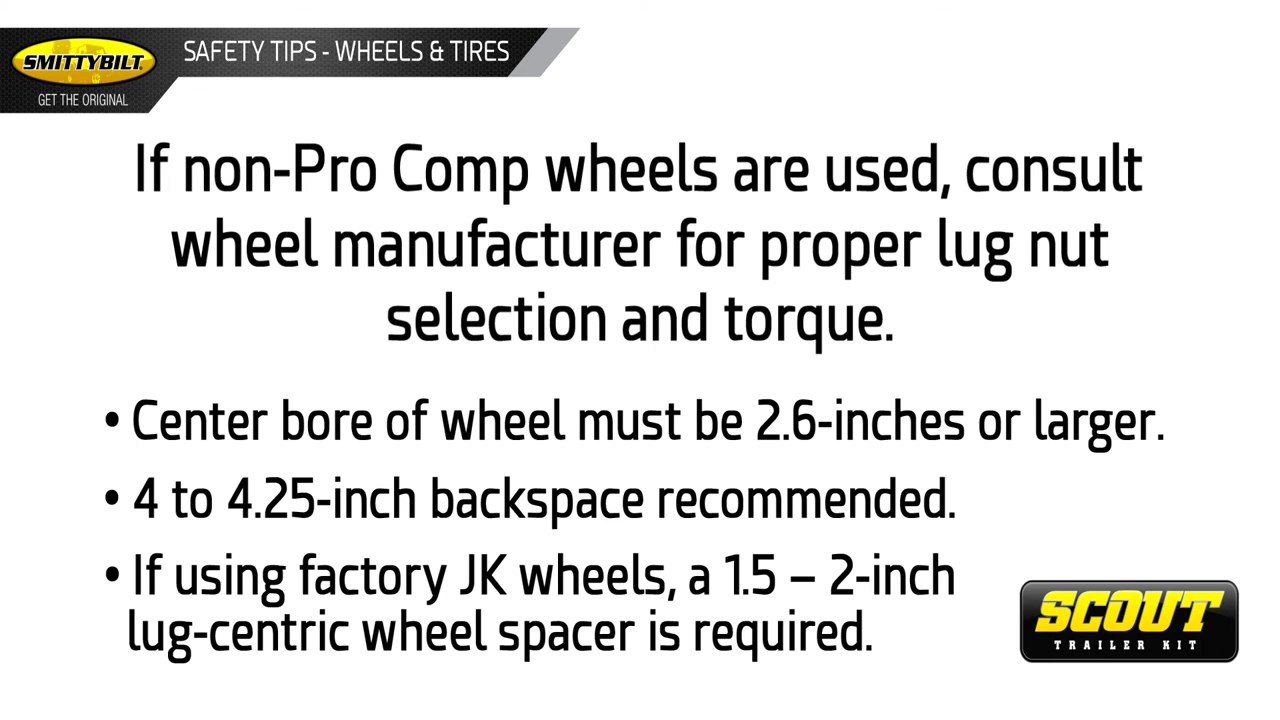 SMITTYBILT
GET THE ORIGINAL
SAFETY TIPS - WHEELS & TIRES
If non-Pro Comp wheels are used, consult
wheel manufacturer for proper lug nut
selection and torque.
• Center bore of wheel must be 2.6-inches or larger.
• 4 to 4.25-inch backspace recommended.
• If using factory JK wheels, a 1.5 – 2-inch
lug-centric wheel spacer is required.
SCOUT
TRAILER KIT